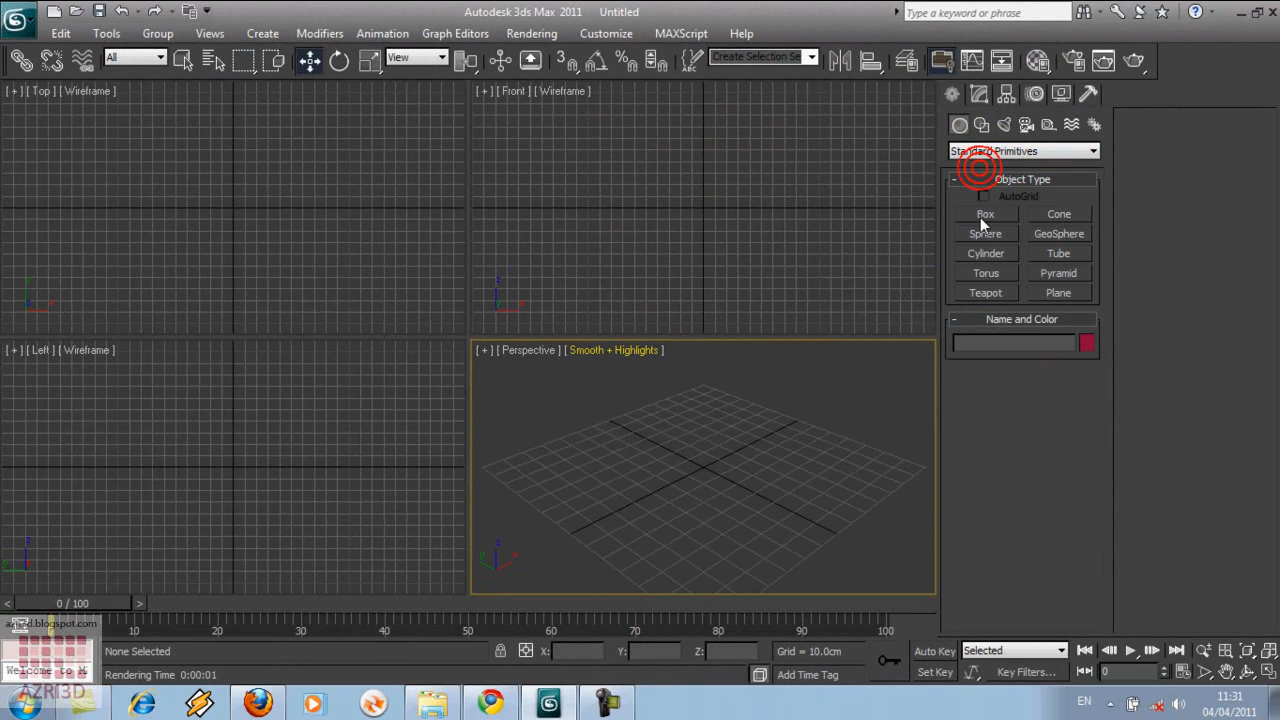 Autodesk 3ds Max 2011 Untitled
Type a keyword or phrase
Edit Tools Group Views Create Modifiers Animation Graph Editors Rendering Customize MAXScript Help
All View Create Selection Se
[ + ] [ Top ] [ Wireframe ]
[ + ] [ Front ] [ Wireframe ]
Standard Primitives
- Object Type
AutoGrid
Box Cone
Sphere GeoSphere
Cylinder Tube
Torus Pyramid
Teapot Plane
- Name and Color
[ + ] [ Left ] [ Wireframe ]
[ + ] [ Perspective ] [ Smooth + Highlights ]
< 0 / 100 >
10 20 30 40 50 60 70 80 90 100
azri3d.blogspot.com
None Selected X: Y: Z: Grid = 10.0cm Auto Key Selected
Welcome to M Rendering Time 0:00:01 Add Time Tag Set Key Key Filters... 0
AZRI3D
EN 11:31
04/04/2011